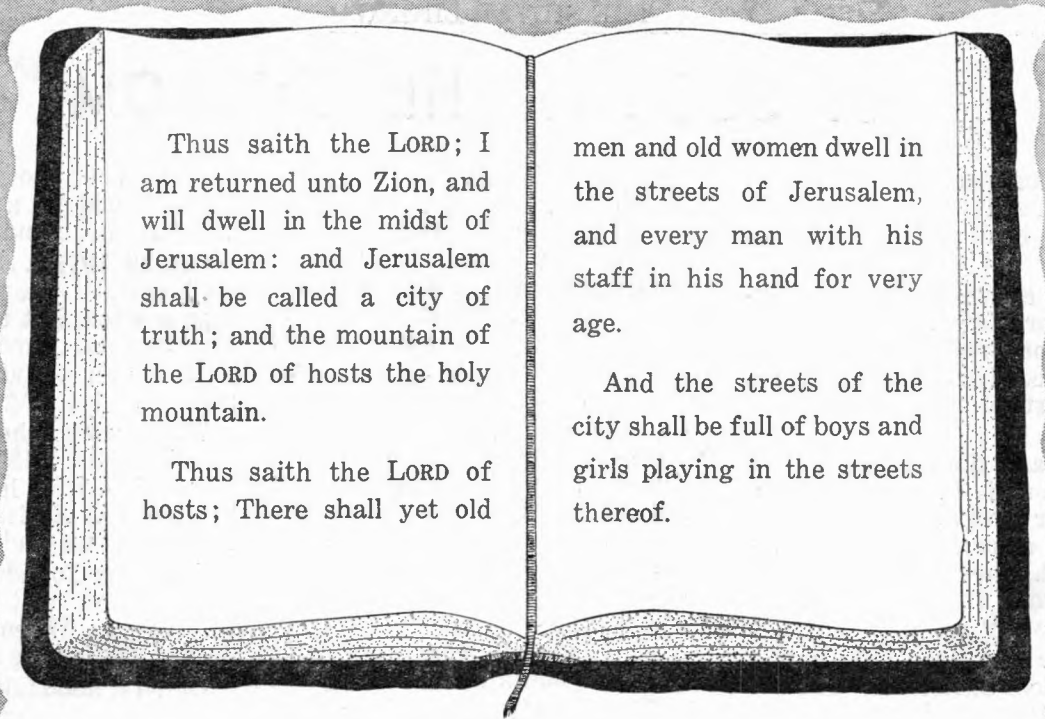 Thus saith the LORD; I
am returned unto Zion, and
will dwell in the midst of
Jerusalem: and Jerusalem
shall be called a city of
truth; and the mountain of
the LORD of hosts the holy
mountain.
Thus saith the LORD of
hosts; There shall yet old
men and old women dwell in
the streets of Jerusalem,
and every man with his
staff in his hand for very
age.
And the streets of the
city shall be full of boys and
girls playing in the streets
thereof.